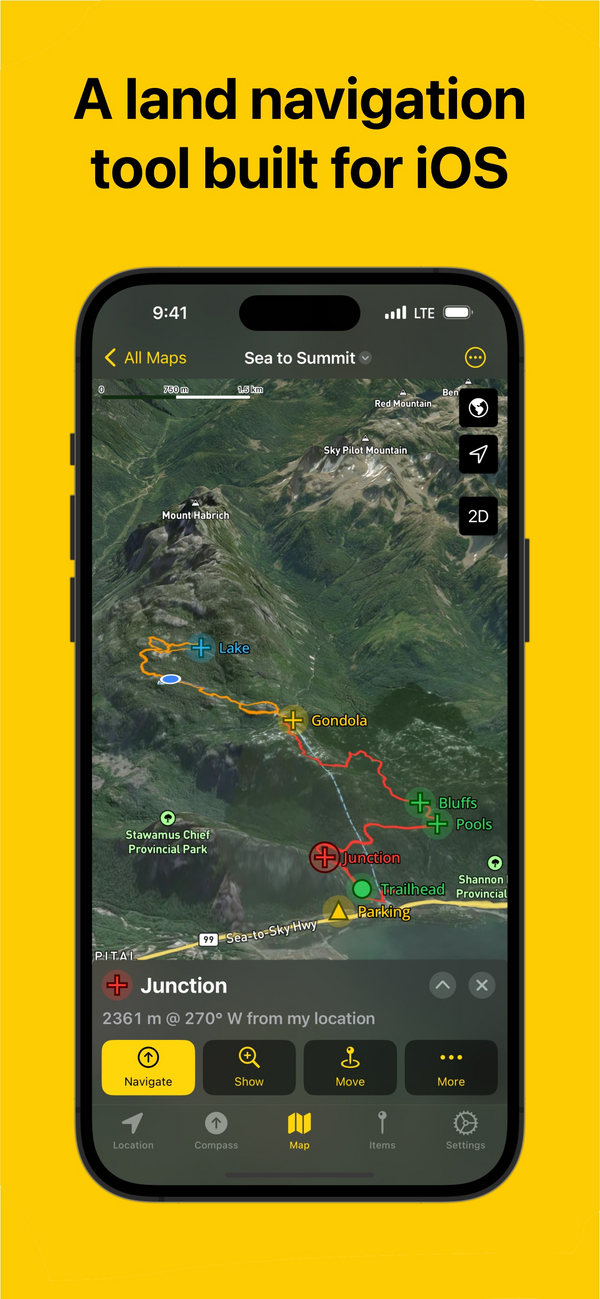 A land navigation
tool built for iOS
9:41
LTE
All Maps
Sea to Summit
0 750 m 1.5 km
Red Mountain
Ben
Sky Pilot Mountain
2D
Mount Habrich
Lake
Gondola
Bluffs
Pools
Stawamus Chief
Provincial Park
Junction
Shannon
Provincial
Trailhead
Parking
99 Sea-to-Sky Hwy
PITAL
Junction
2361 m @ 270° W from my location
Navigate Show Move More
Location Compass Map Items Settings